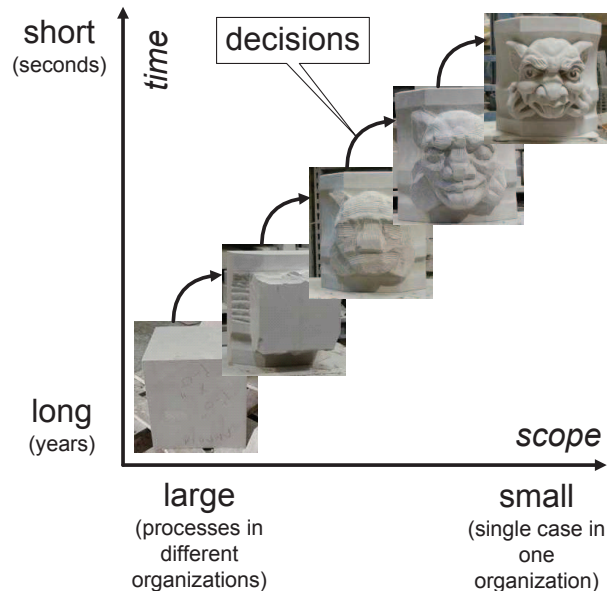 short
(seconds)
time
decisions
long
(years)
scope
large
(processes in
different
organizations)
small
(single case in
one
organization)